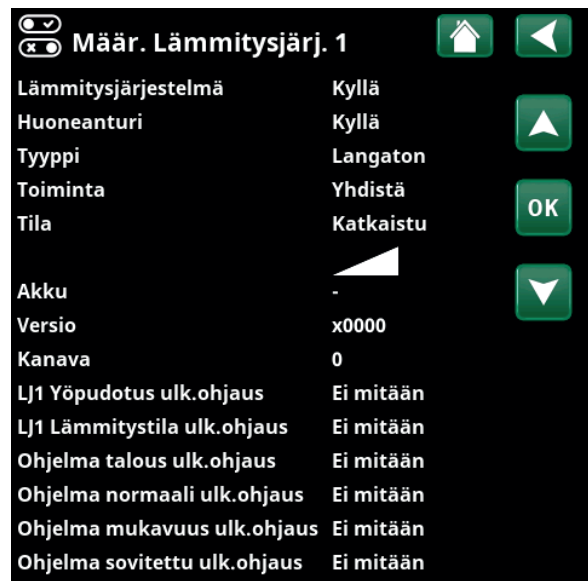 Määr. Lämmitysjärj. 1
Lämmitysjärjestelmä Kyllä
Huoneanturi Kyllä
Tyyppi Langaton
Toiminta Yhdistä
OK
Tila Katkaistu
Akku -
Versio x0000
Kanava 0
LJ1 Yöpudotus ulk.ohjaus Ei mitään
LJ1 Lämmitystila ulk.ohjaus Ei mitään
Ohjelma talous ulk.ohjaus Ei mitään
Ohjelma normaali ulk.ohjaus Ei mitään
Ohjelma mukavuus ulk.ohjaus Ei mitään
Ohjelma sovitettu ulk.ohjaus Ei mitään